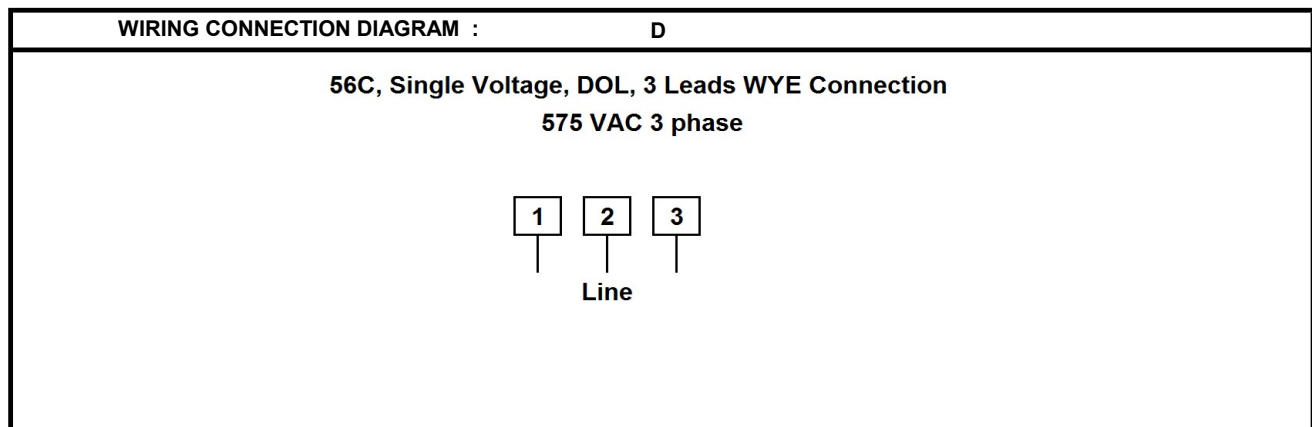 WIRING CONNECTION DIAGRAM : D
56C, Single Voltage, DOL, 3 Leads WYE Connection
575 VAC 3 phase
1 2 3
Line